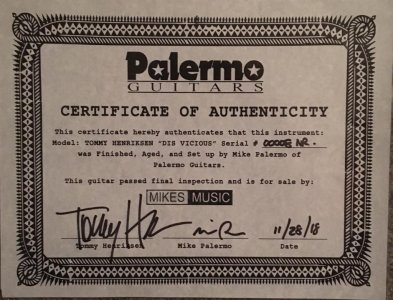 Palermo
GUITARS
CERTIFICATE OF AUTHENTICITY
This certificate hereby authenticates that this instrument:
Model: TOMMY HENRIKSEN "DIS VICIOUS" Serial # 00008 NR.
was Finished, Aged, and Set up by Mike Palermo of
Palermo Guitars.
This guitar passed final inspection and is for sale by:
MIKES MUSIC
11/28/18
Tommy Henriksen Mike Palermo Date